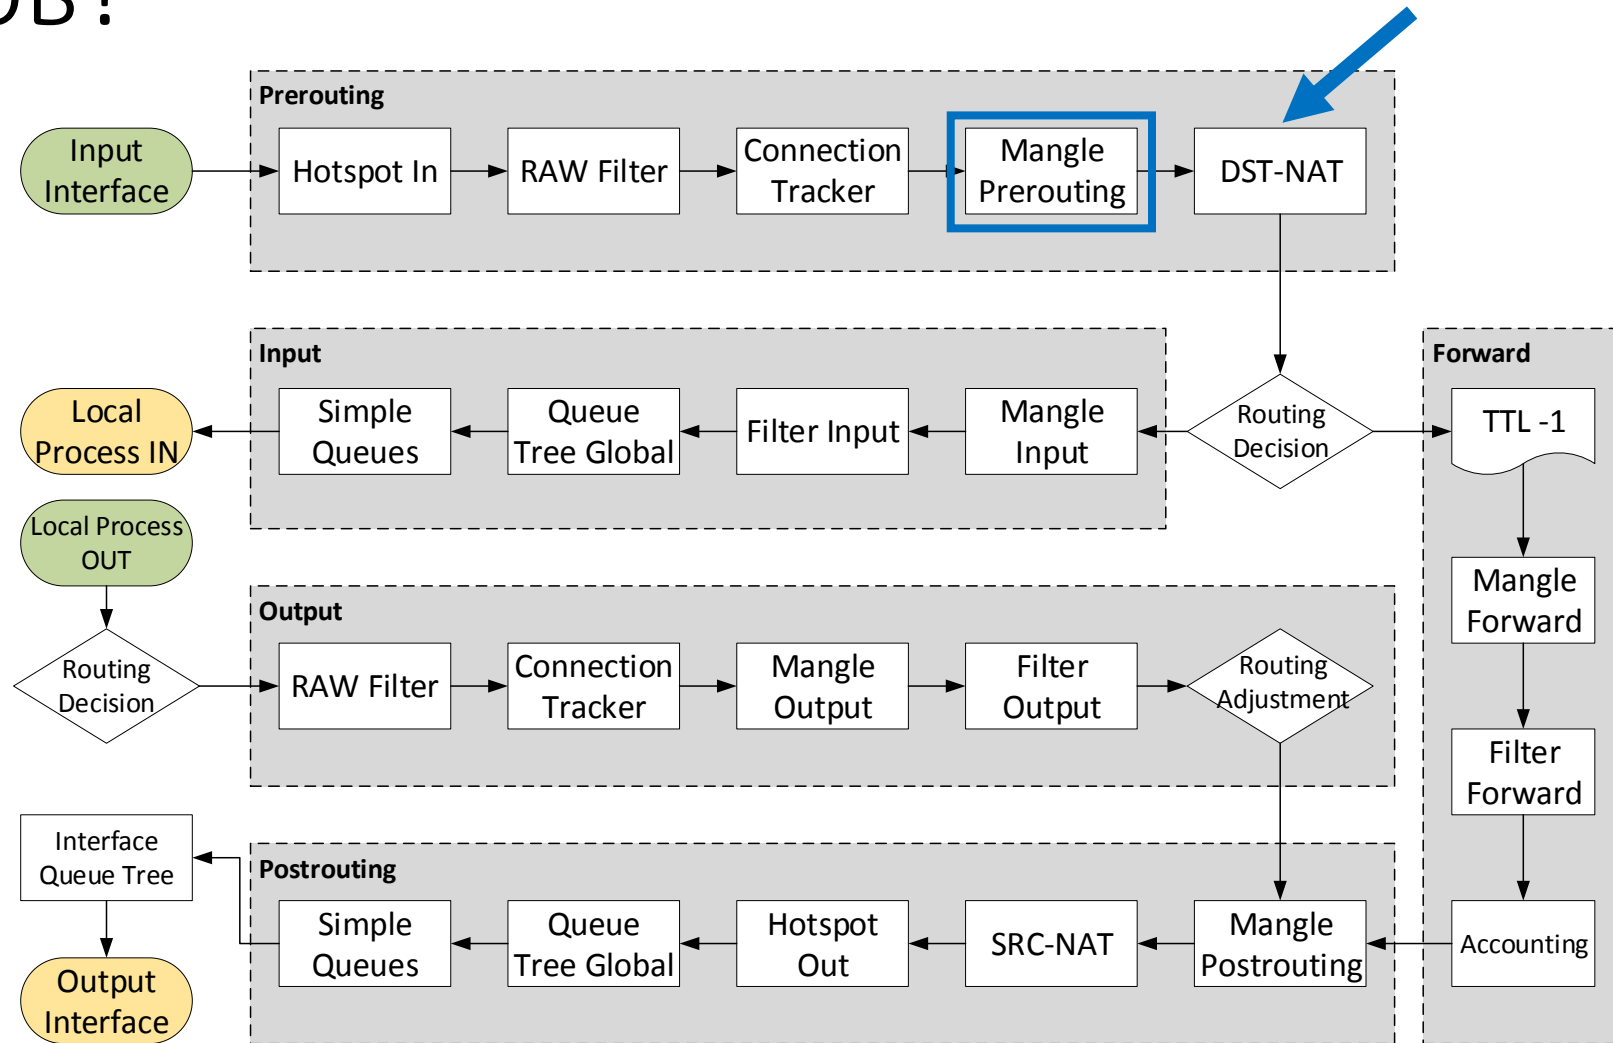 Prerouting
Input
Interface
Hotspot In
RAW Filter
Connection
Tracker
Mangle
Prerouting
DST-NAT
Input
Forward
Local
Process IN
Simple
Queues
Queue
Tree Global
Filter Input
Mangle
Input
Routing
Decision
TTL -1
Local Process
OUT
Mangle
Forward
Output
Routing
Decision
RAW Filter
Connection
Tracker
Mangle
Output
Filter
Output
Routing
Adjustment
Filter
Forward
Interface
Queue Tree
Postrouting
Simple
Queues
Queue
Tree Global
Hotspot
Out
SRC-NAT
Mangle
Postrouting
Accounting
Output
Interface